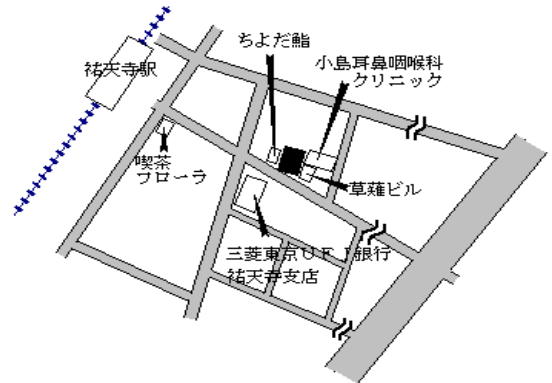 ちよだ鮨
小島耳鼻咽喉科
クリニック
祐天寺駅
喫茶
フローラ
草薙ビル
三菱東京UFJ銀行
祐天寺支店